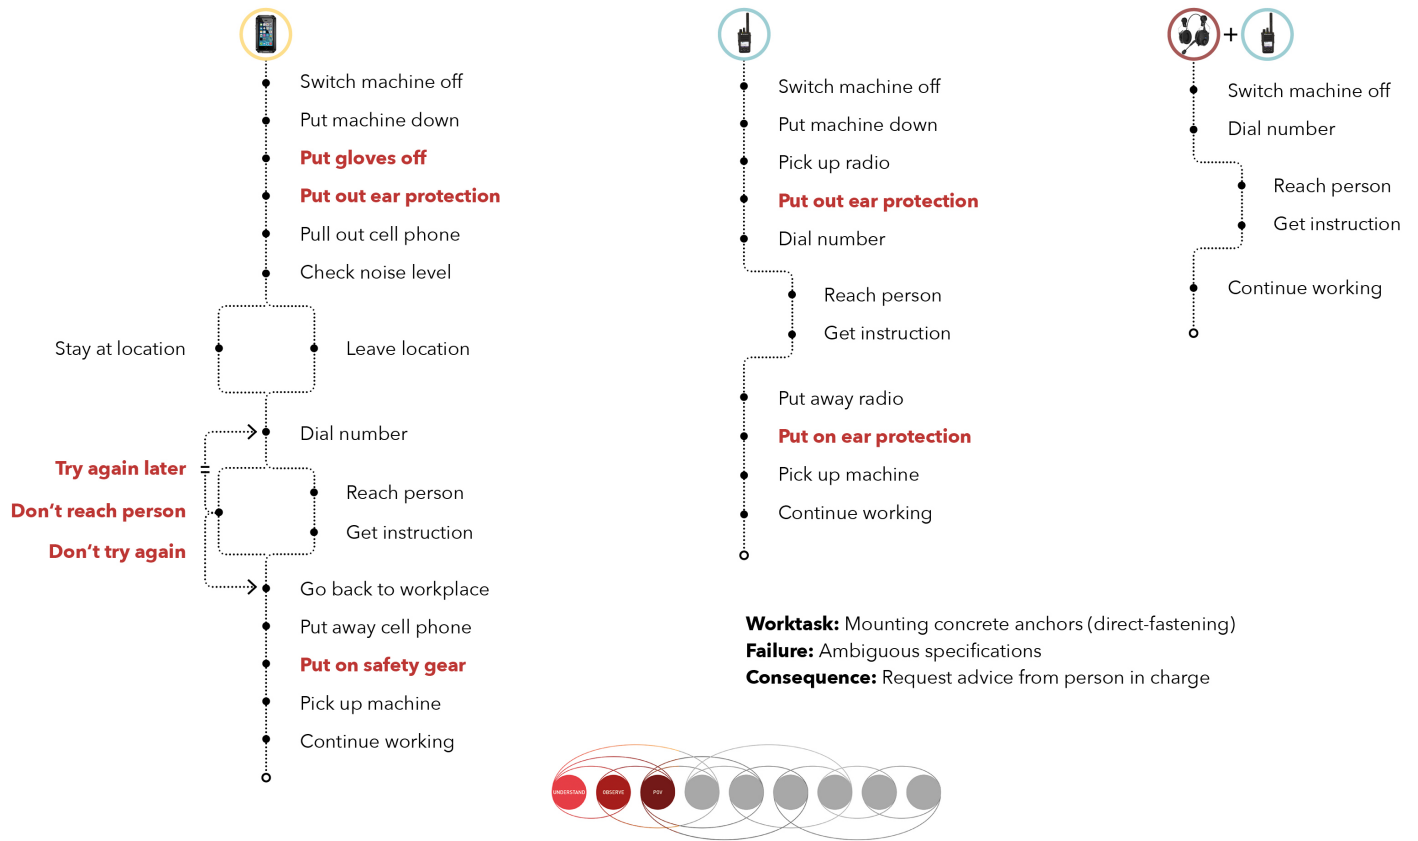 Switch machine off
Put machine down
Put gloves off
Put out ear protection
Pull out cell phone
Check noise level
Stay at location
Leave location
Dial number
Try again later
Don't reach person
Don't try again
Reach person
Get instruction
Go back to workplace
Put away cell phone
Put on safety gear
Pick up machine
Continue working
Switch machine off
Put machine down
Pick up radio
Put out ear protection
Dial number
Reach person
Get instruction
Put away radio
Put on ear protection
Pick up machine
Continue working
+
Switch machine off
Dial number
Reach person
Get instruction
Continue working
Worktask: Mounting concrete anchors (direct-fastening)
Failure: Ambiguous specifications
Consequence: Request advice from person in charge
UNDERSTAND
OBSERVE
POV